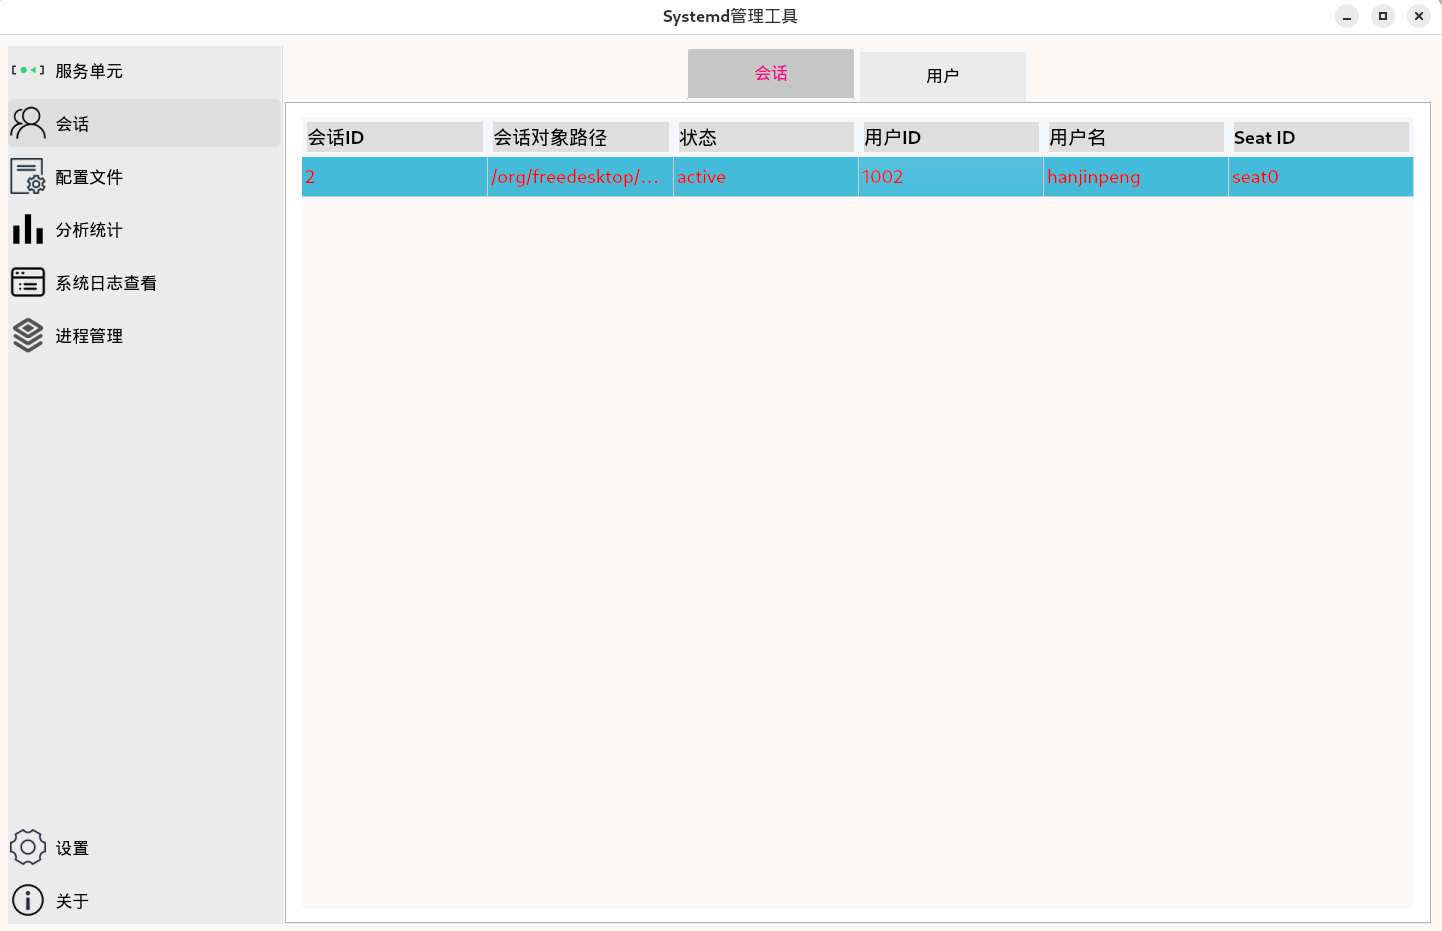 Systemd管理工具
服务单元
会话
配置文件
分析统计
系统日志查看
进程管理
设置
关于
会话 用户
会话ID 会话对象路径 状态 用户ID 用户名 Seat ID
2 /org/freedesktop/... active 1002 hanjinpeng seat0